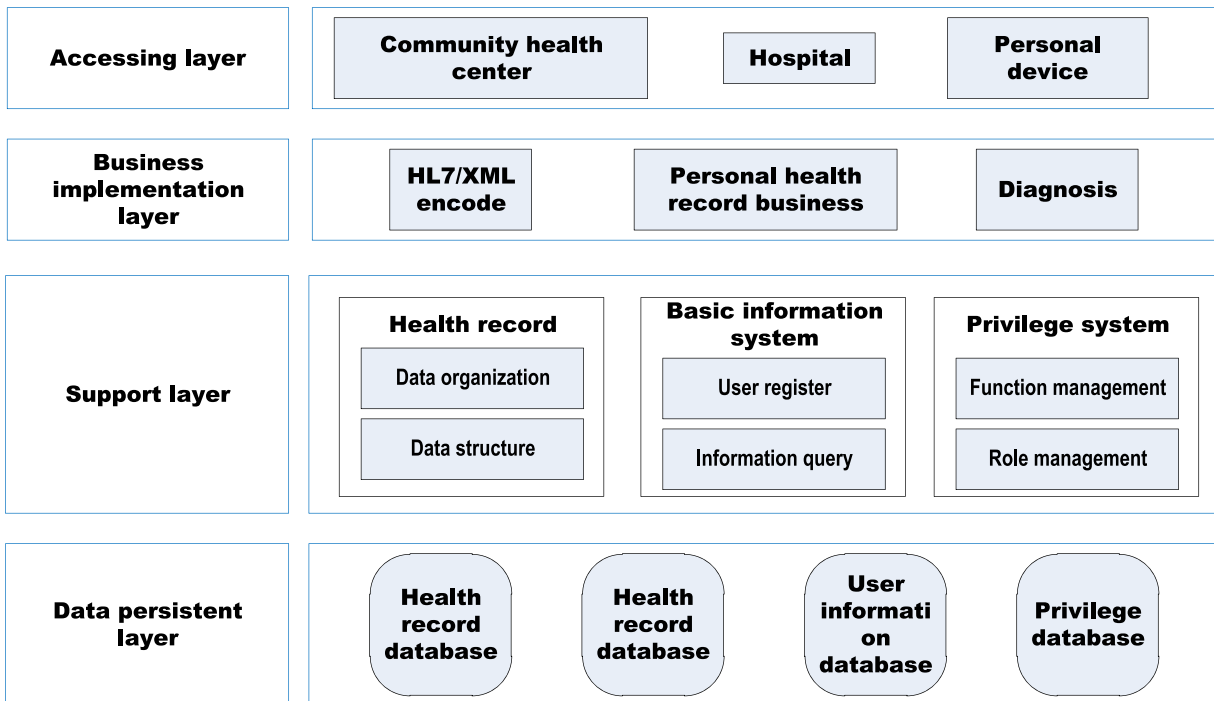 Accessing layer
Community health
center
Hospital
Personal
device
Business
implementation
layer
HL7/XML
encode
Personal health
record business
Diagnosis
Support layer
Health record
Data organization
Data structure
Basic information
system
User register
Information query
Privilege system
Function management
Role management
Data persistent
layer
Health
record
database
Health
record
database
User
informati
on
database
Privilege
database